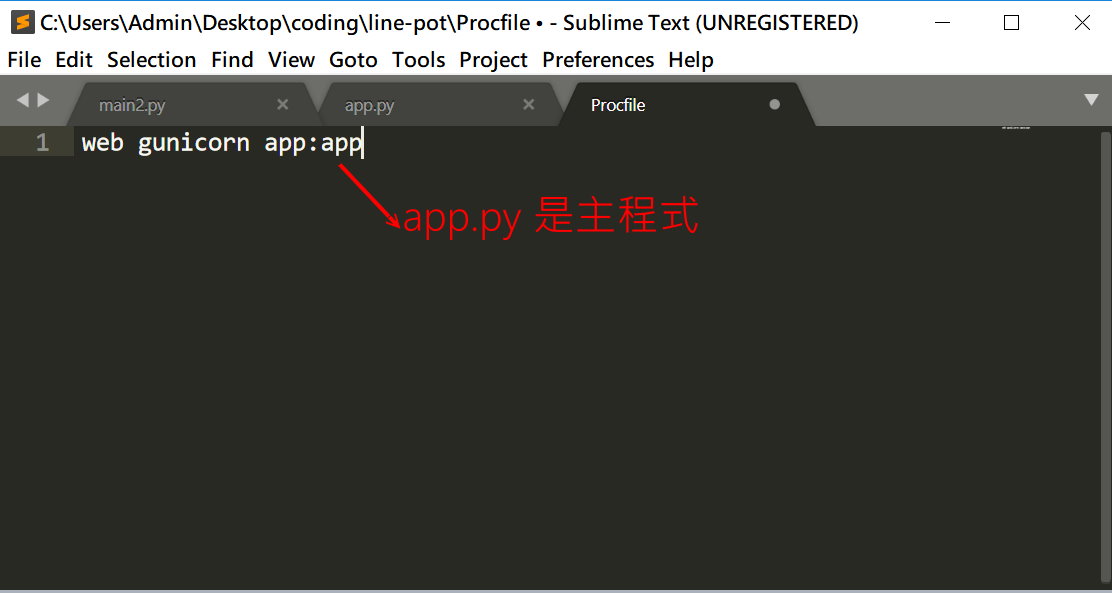 C:\Users\Admin\Desktop\coding\line-pot\Procfile • - Sublime Text (UNREGISTERED)
File Edit Selection Find View Goto Tools Project Preferences Help
main2.py app.py Procfile
1 web gunicorn app:app
app.py 是主程式